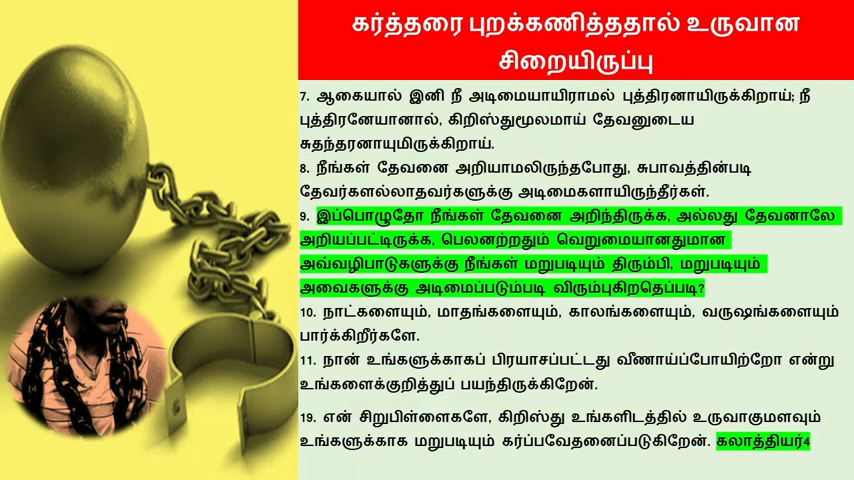 கர்த்தரை புறக்கணித்ததால் உருவான
சிறையிருப்பு
7. ஆகையால் இனி நீ அடிமையாயிராமல் புத்திரனாயிருக்கிறாய்; நீ
புத்திரனேயானால், கிறிஸ்துமூலமாய் தேவனுடைய
சுதந்தரனாயுமிருக்கிறாய்.
8. நீங்கள் தேவனை அறியாமலிருந்தபோது, சுபாவத்தின்படி
தேவர்களல்லாதவர்களுக்கு அடிமைகளாயிருந்தீர்கள்.
9. இப்பொழுதோ நீங்கள் தேவனை அறிந்திருக்க, அல்லது தேவனாலே
அறியப்பட்டிருக்க, பெலனற்றதும் வெறுமையானதுமான
அவ்வழிபாடுகளுக்கு நீங்கள் மறுபடியும் திரும்பி, மறுபடியும்
அவைகளுக்கு அடிமைப்படும்படி விரும்புகிறதெப்படி?
10. நாட்களையும், மாதங்களையும், காலங்களையும், வருஷங்களையும்
பார்க்கிறீர்களே.
11. நான் உங்களுக்காகப் பிரயாசப்பட்டது வீணாய்ப்போயிற்றோ என்று
உங்களைக்குறித்துப் பயந்திருக்கிறேன்.
19. என் சிறுபிள்ளைகளே, கிறிஸ்து உங்களிடத்தில் உருவாகுமளவும்
உங்களுக்காக மறுபடியும் கர்ப்பவேதனைப்படுகிறேன். கலாத்தியர்4